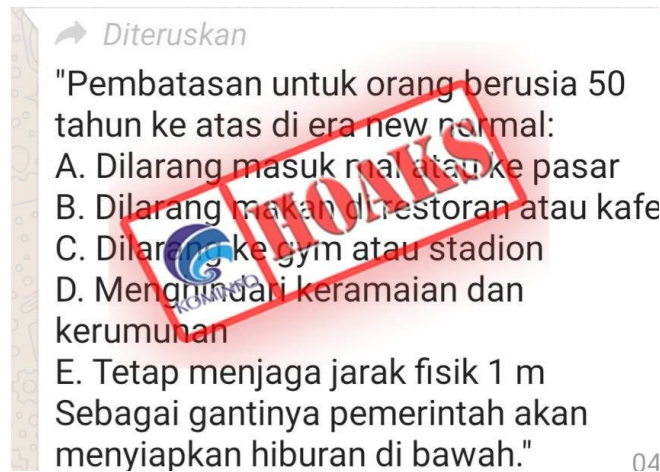 Diteruskan
"Pembatasan untuk orang berusia 50
tahun ke atas di era new normal:
A. Dilarang masuk mal atau ke pasar
B. Dilarang makan di restoran atau kafe
C. Dilarang ke gym atau stadion
D. Menghindari keramaian dan
kerumunan
E. Tetap menjaga jarak fisik 1 m
Sebagai gantinya pemerintah akan
menyiapkan hiburan di bawah."
04
HOAKS
KOMINFO